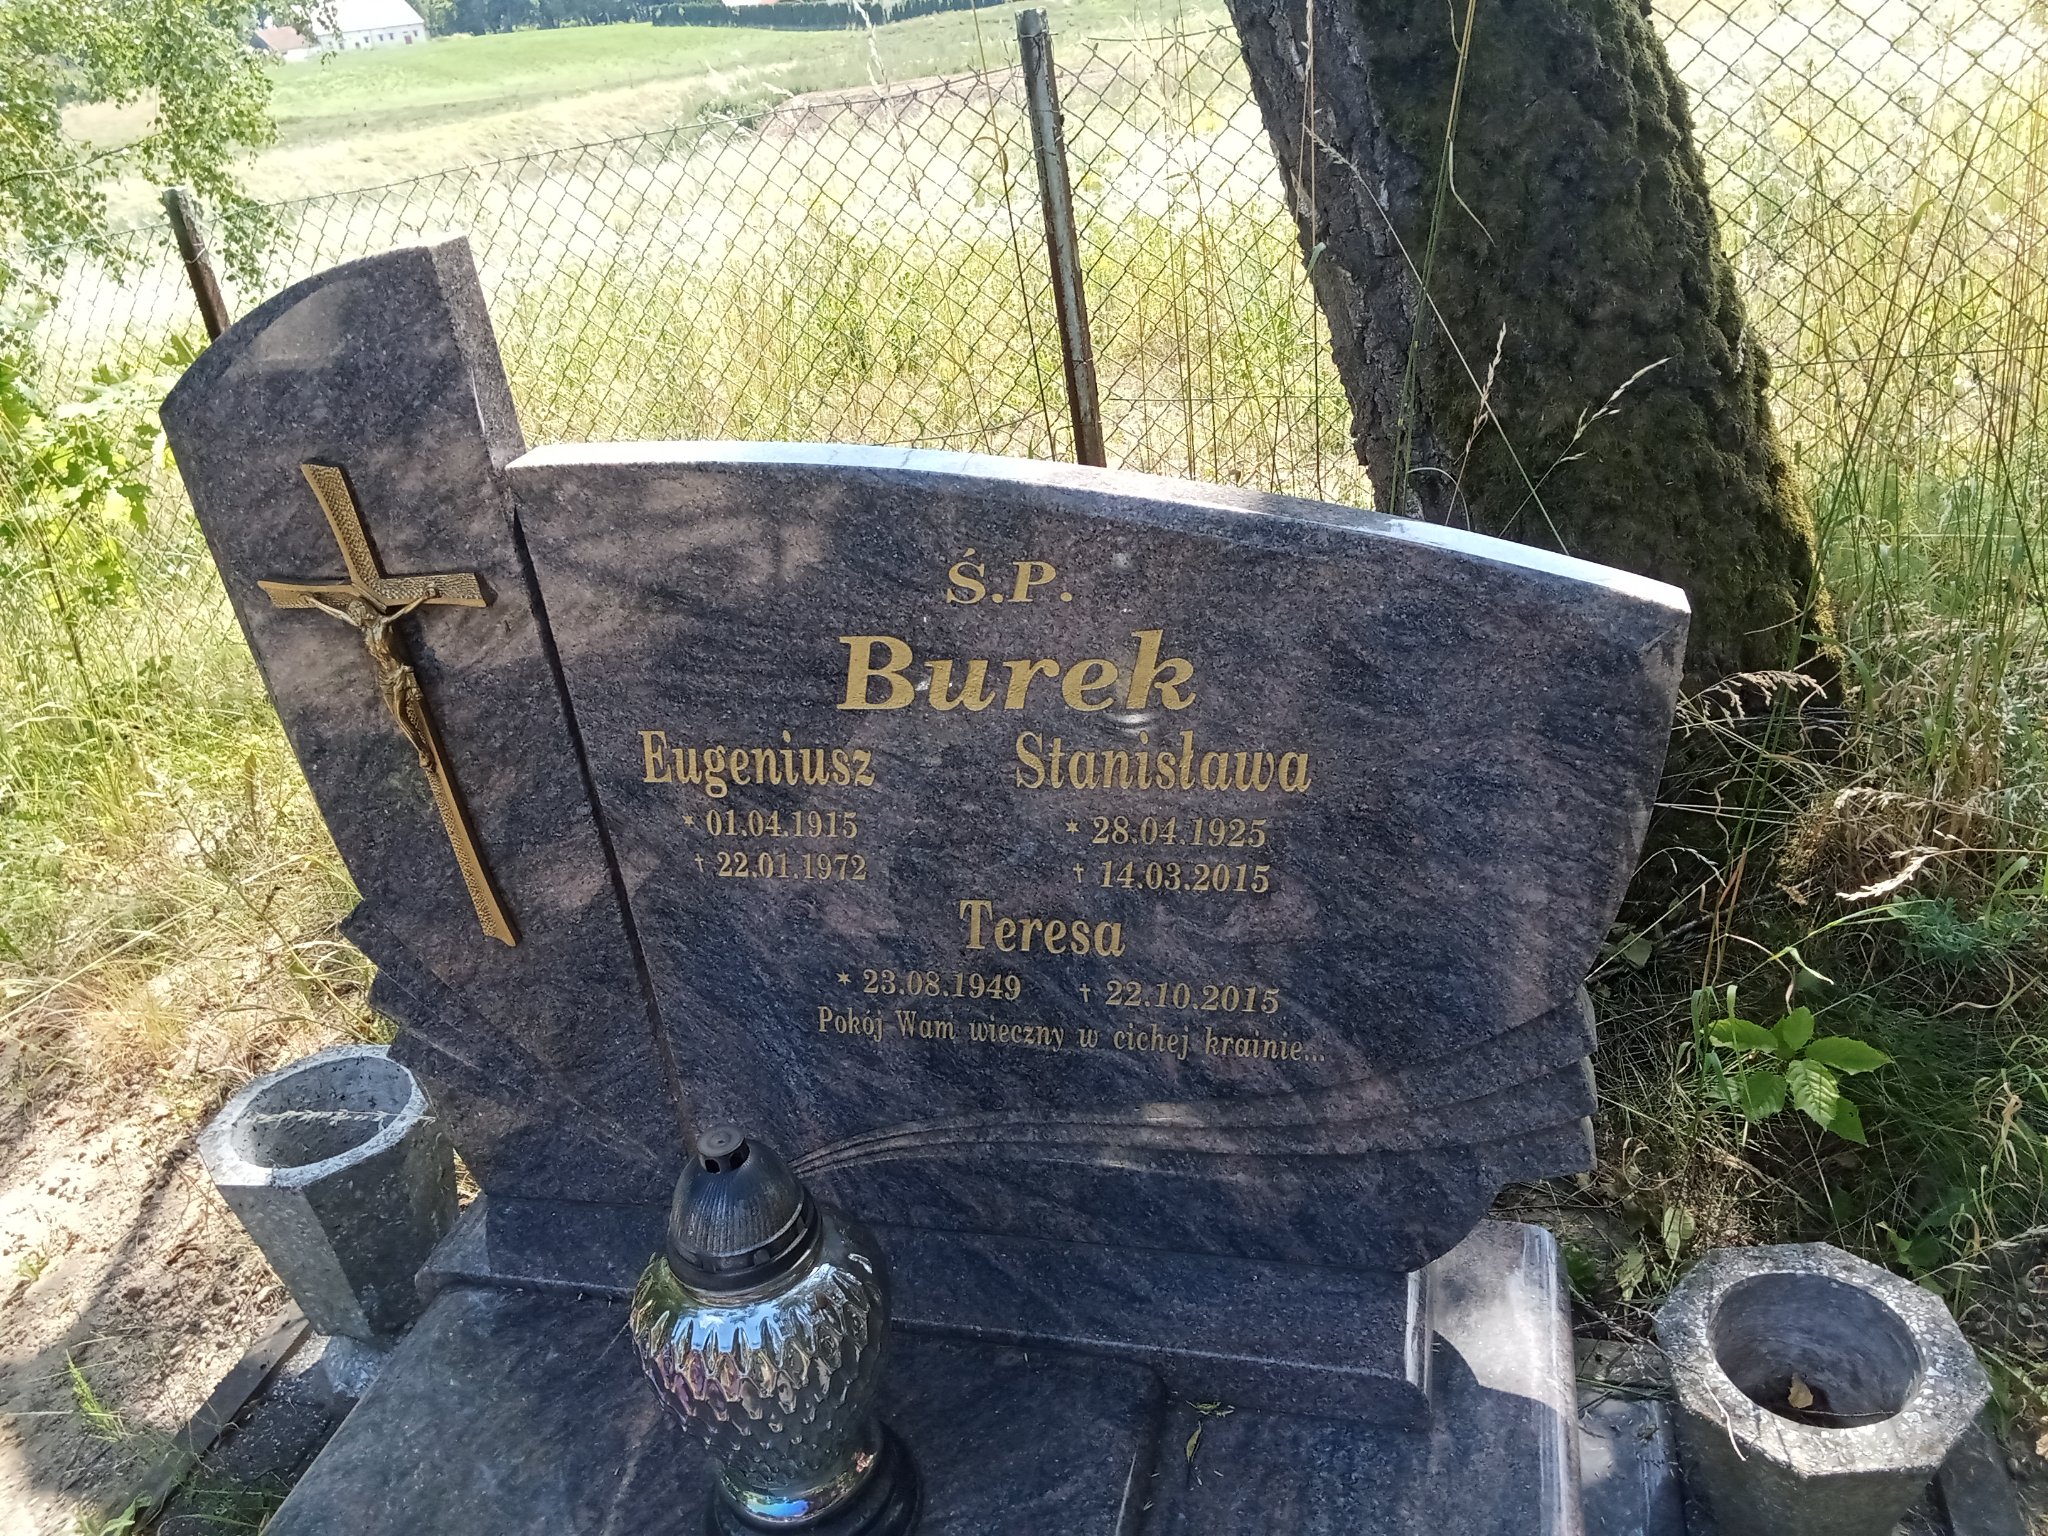 Ś.P.
Burek
Eugeniusz Stanisława
* 01.04.1915 * 28.04.1925
† 22.01.1972 † 14.03.2015
Teresa
* 23.08.1949 † 22.10.2015
Pokój Wam wieczny w cichej krainie...